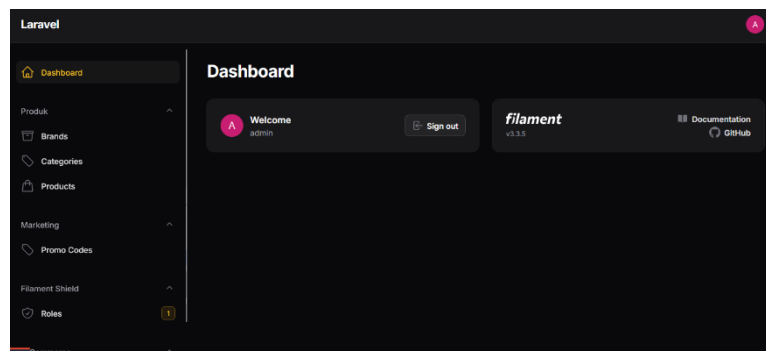 Laravel
A
Dashboard
Produk
Brands
Categories
Products
Marketing
Promo Codes
Filament Shield
Roles
1
Dashboard
A
Welcome
admin
Sign out
filament
v3.3.5
Documentation
GitHub